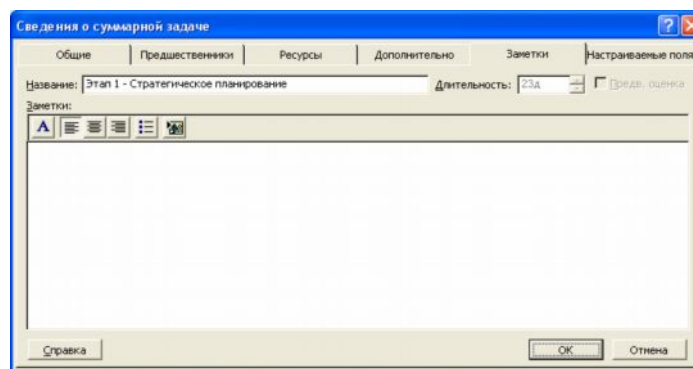 Сведения о суммарной задаче
Общие Предшественники Ресурсы Дополнительно Заметки Настраиваемые поля
Название: Этап 1 - Стратегическое планирование Длительность: 23д Предв. оценка
Заметки:
A
Справка OK Отмена